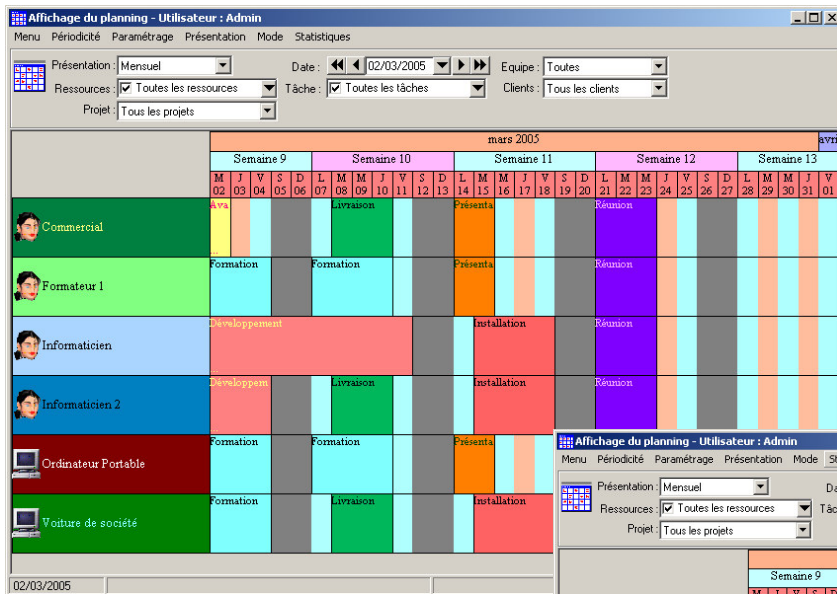 Affichage du planning - Utilisateur : Admin
Menu Périodicité Paramétrage Présentation Mode Statistiques
Présentation : Mensuel Date : 02/03/2005 Equipe : Toutes
Ressources : Toutes les ressources Tâche : Toutes les tâches Clients : Tous les clients
Projet : Tous les projets
mars 2005 avri
Semaine 9 Semaine 10 Semaine 11 Semaine 12 Semaine 13
M J V S D L M M J V S D L M M J V S D L M M J V S D L M M J V
02 03 04 05 06 07 08 09 10 11 12 13 14 15 16 17 18 19 20 21 22 23 24 25 26 27 28 29 30 31 01
Ava Livraison Présenta Réunion
Commercial
...
Formation Formation Présenta Réunion
Formateur 1
Développement Installation Réunion
Informaticien
...
Développem Livraison Installation Réunion
Informaticien 2
...
Formation Formation Présenta
Ordinateur Portable
Formation Livraison Installation
Voiture de société
02/03/2005
Affichage du planning - Utilisateur : Admin
Menu Périodicité Paramétrage Présentation Mode St
Présentation : Mensuel Da
Ressources : Toutes les ressources Tâc
Projet : Tous les projets
Semaine 9
M J V S D